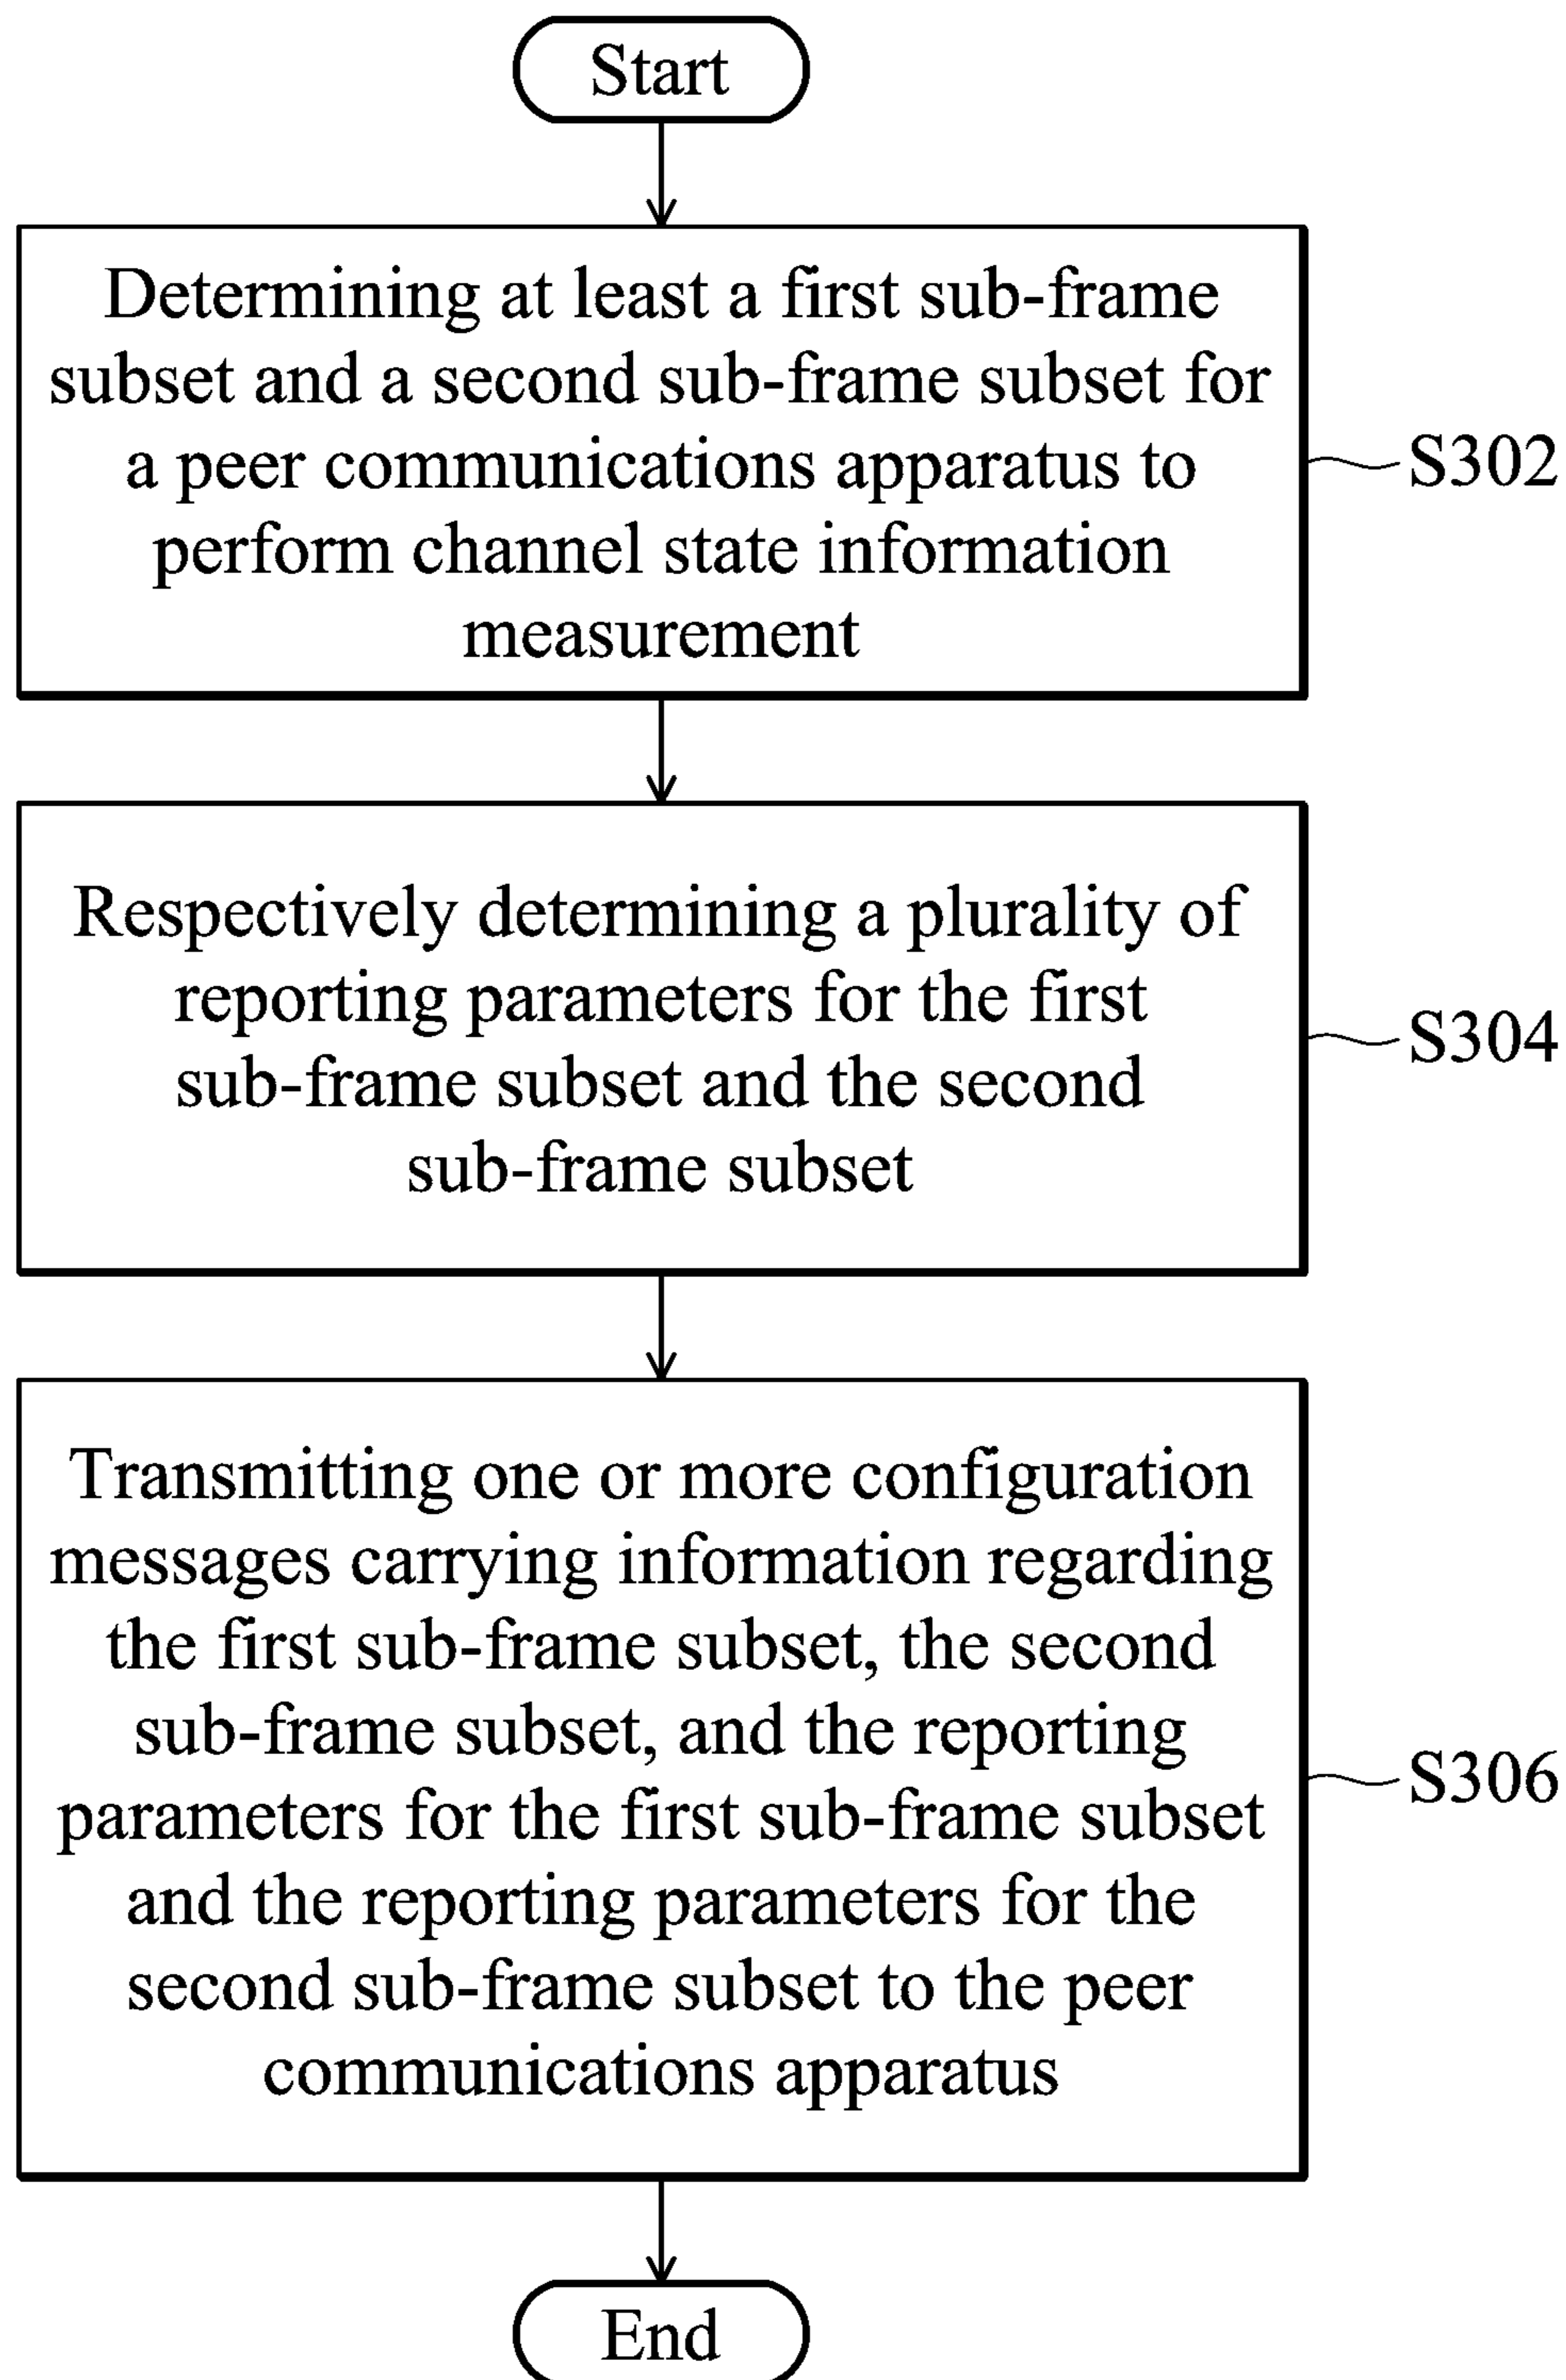 Start
Determining at least a first sub-frame
subset and a second sub-frame subset for
a peer communications apparatus to
perform channel state information
measurement
S302
Respectively determining a plurality of
reporting parameters for the first
sub-frame subset and the second
sub-frame subset
S304
Transmitting one or more configuration
messages carrying information regarding
the first sub-frame subset, the second
sub-frame subset, and the reporting
parameters for the first sub-frame subset
and the reporting parameters for the
second sub-frame subset to the peer
communications apparatus
S306
End